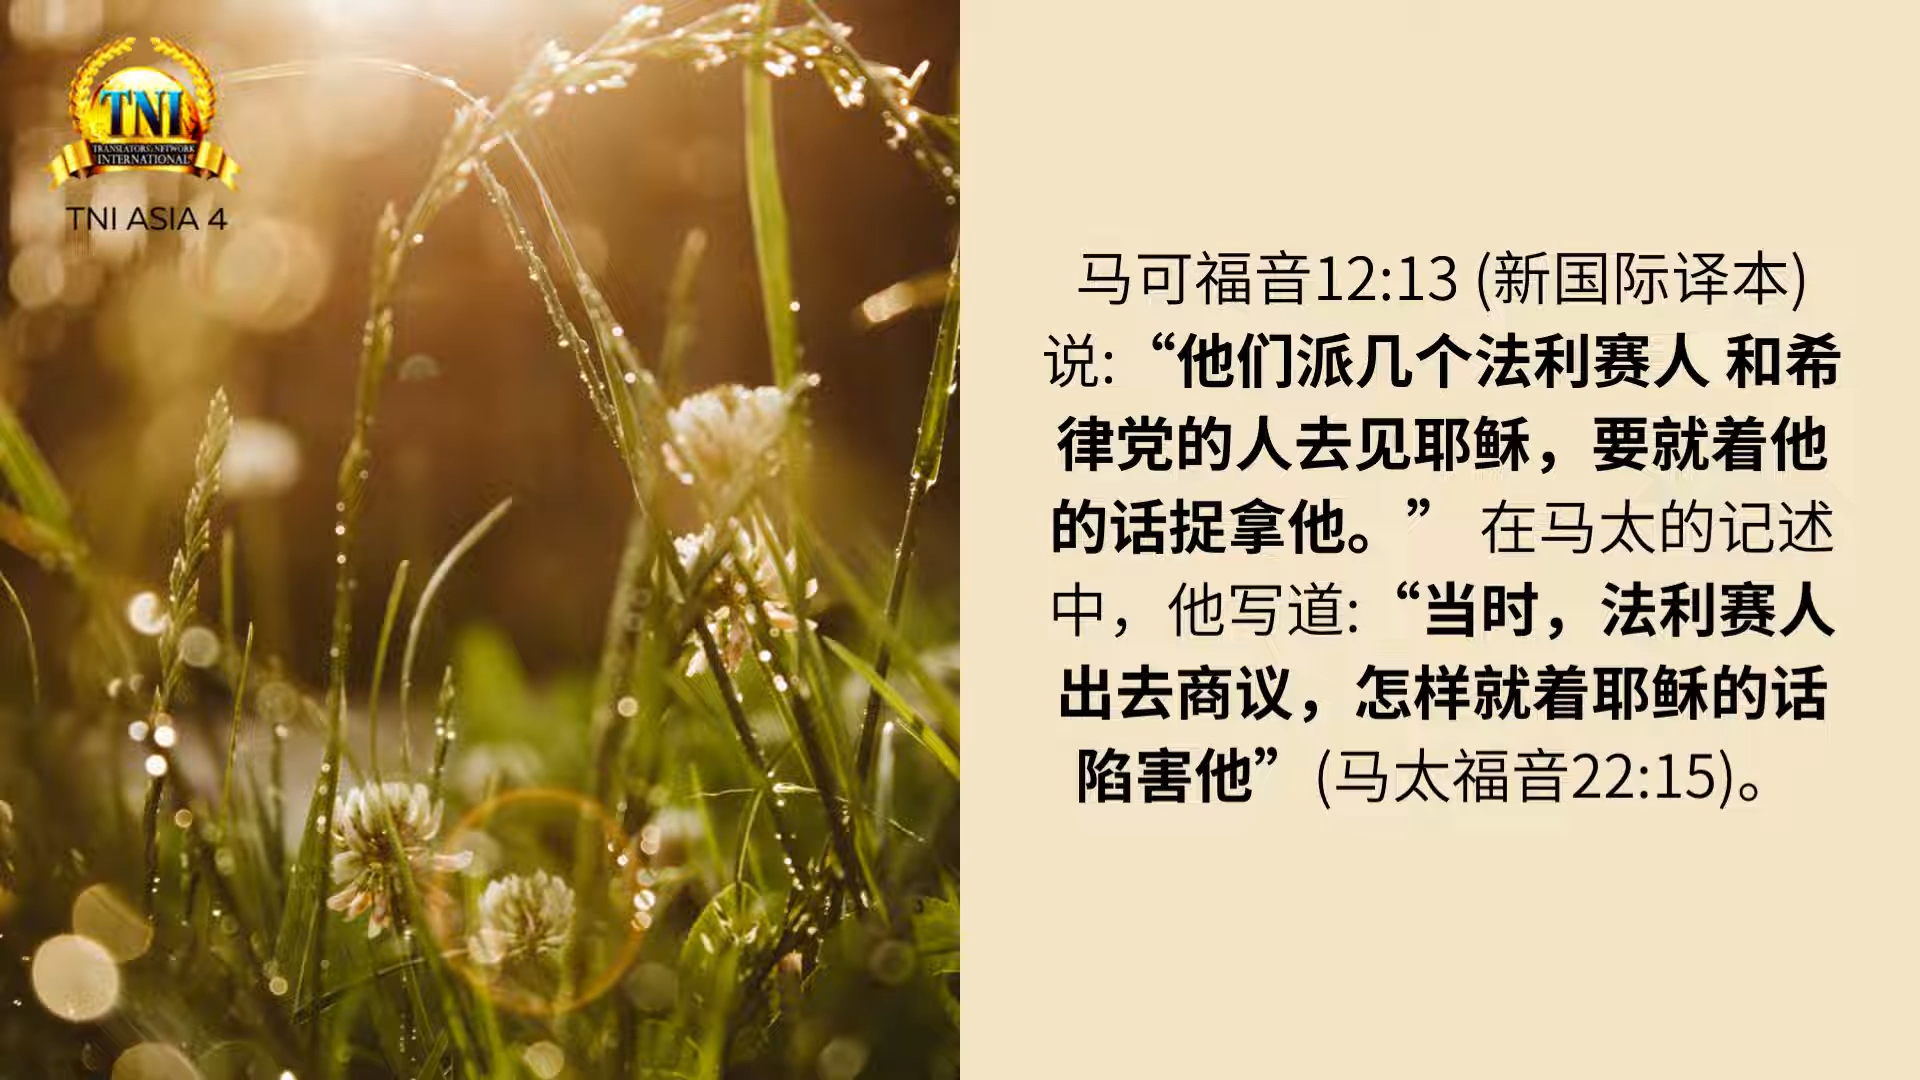 TNI
TRANSLATORS NETWORK
INTERNATIONAL
TNI ASIA 4
马可福音12:13 (新国际译本)
说:“他们派几个法利赛人 和希
律党的人去见耶稣，要就着他
的话捉拿他。” 在马太的记述
中，他写道:“当时，法利赛人
出去商议，怎样就着耶稣的话
陷害他”(马太福音22:15)。